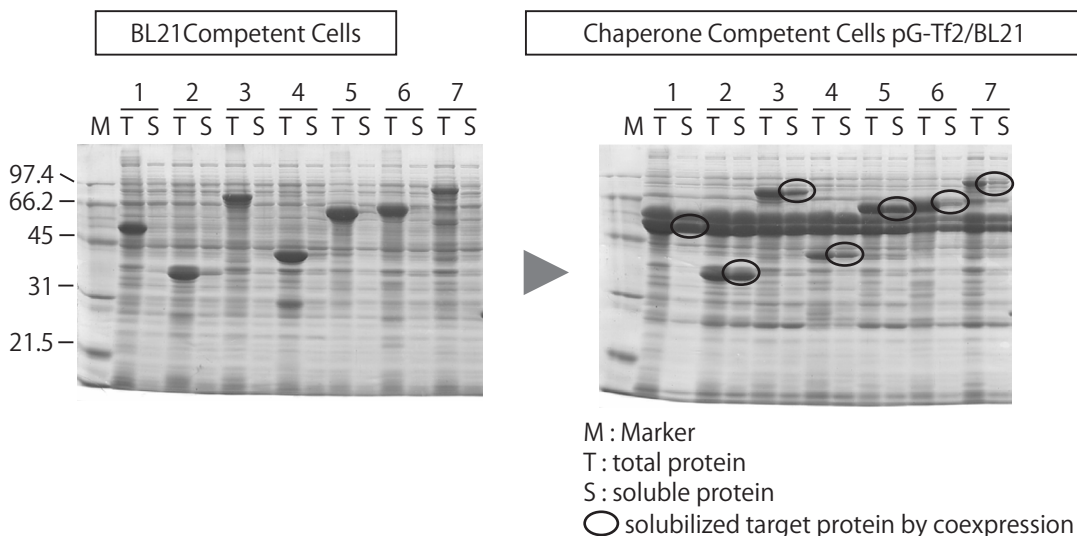 BL21Competent Cells
Chaperone Competent Cells pG-Tf2/BL21
1 2 3 4 5 6 7
M T S T S T S T S T S T S T S
1 2 3 4 5 6 7
M T S T S T S T S T S T S T S
97.4
66.2
45
31
21.5
M : Marker
T : total protein
S : soluble protein
solubilized target protein by coexpression